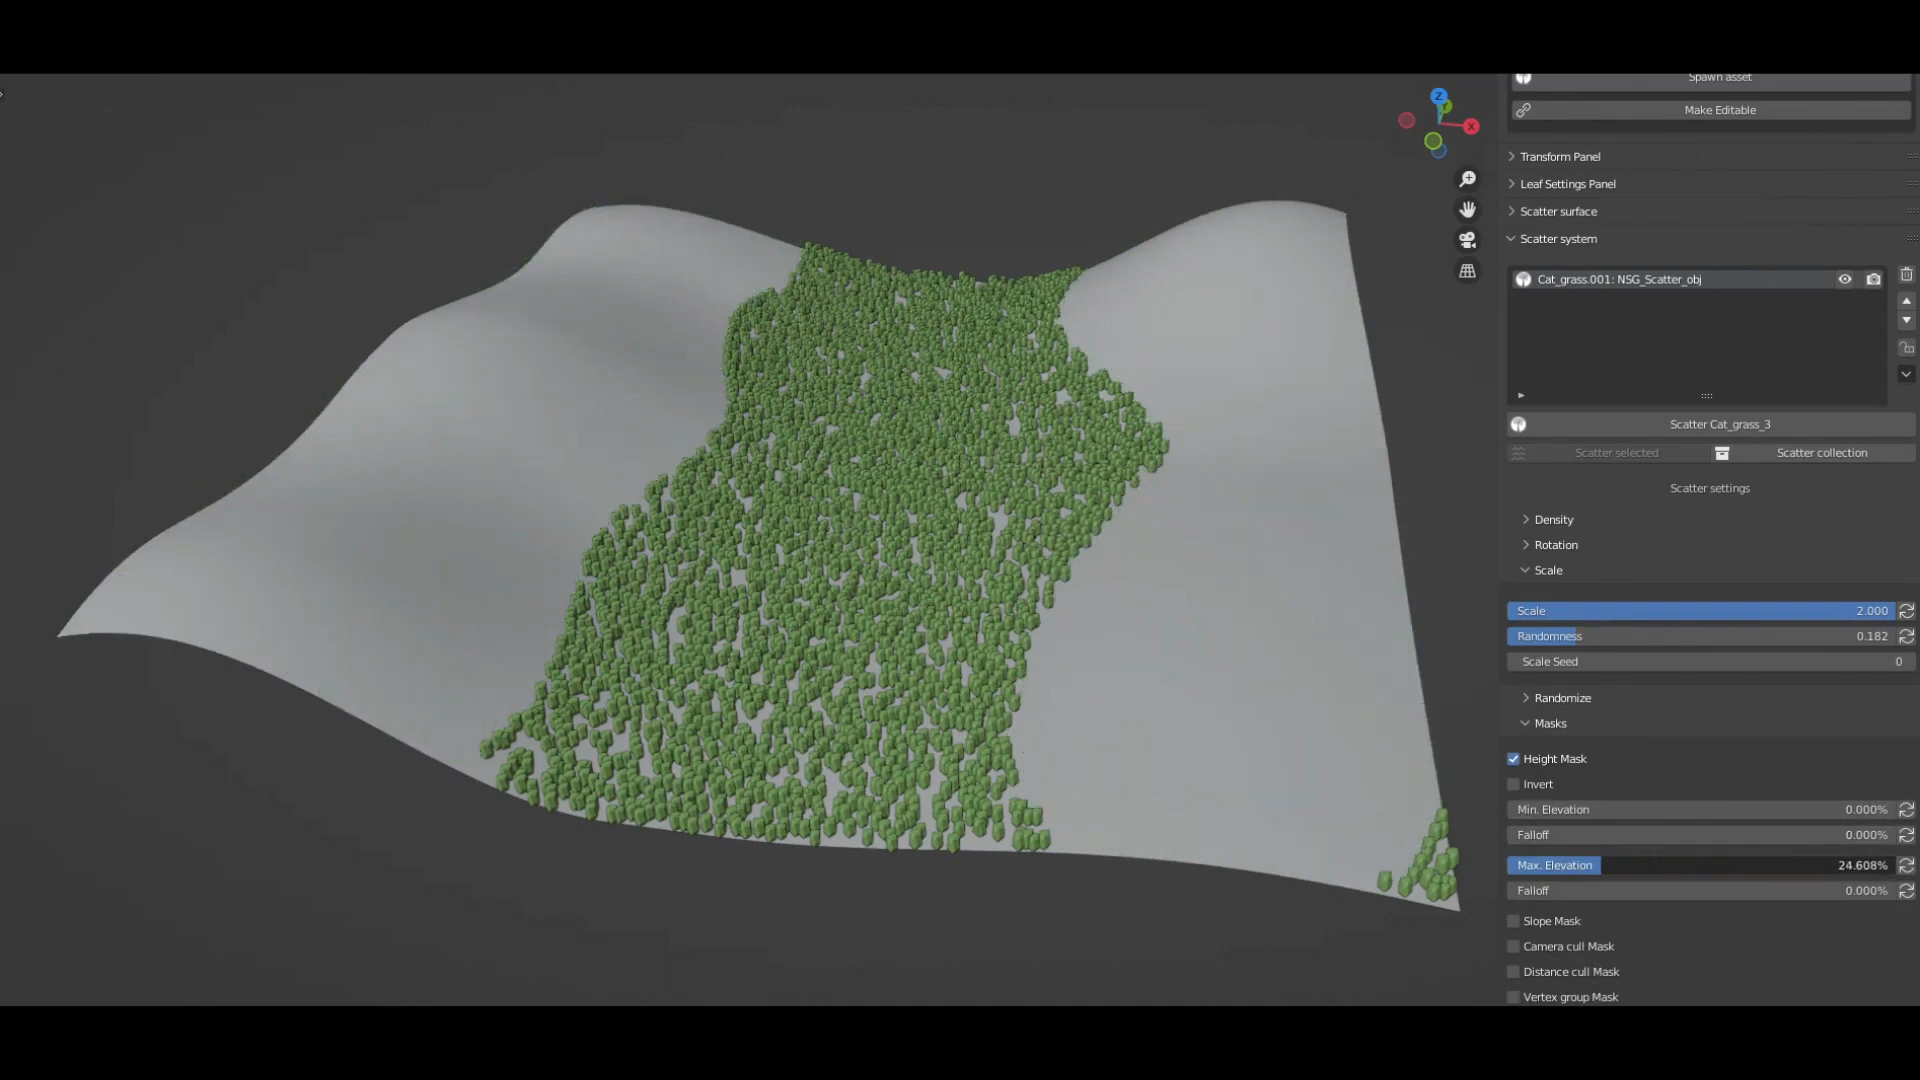 Spawn asset
Make Editable
Z
Y
X
Transform Panel
Leaf Settings Panel
Scatter surface
Scatter system
Cat_grass.001: NSG_Scatter_obj
Scatter Cat_grass_3
Scatter selected
Scatter collection
Scatter settings
Density
Rotation
Scale
Scale 2.000
Randomness 0.182
Scale Seed 0
Randomize
Masks
Height Mask
Invert
Min. Elevation 0.000%
Falloff 0.000%
Max. Elevation 24.608%
Falloff 0.000%
Slope Mask
Camera cull Mask
Distance cull Mask
Vertex group Mask